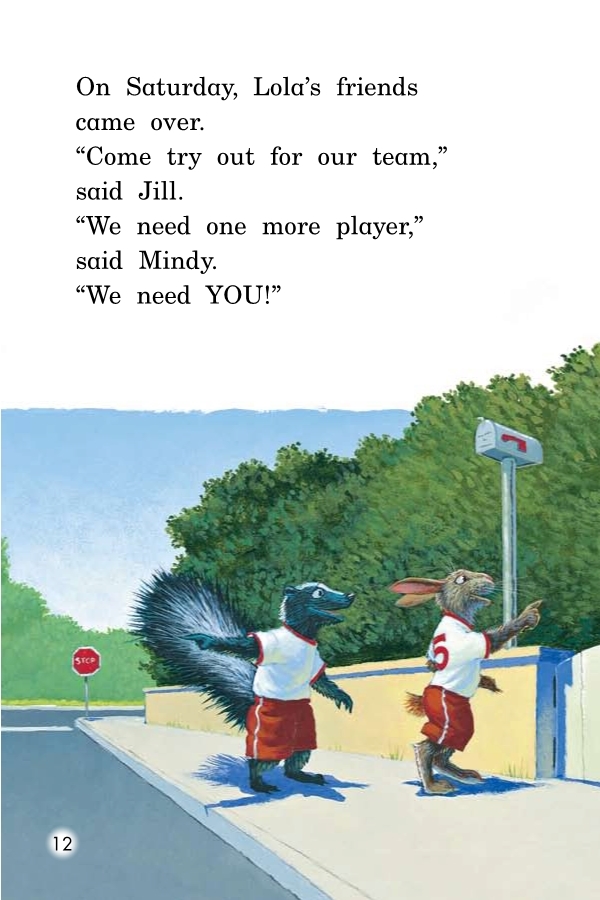 On Saturday, Lola’s friends
came over.
“Come try out for our team,”
said Jill.
“We need one more player,”
said Mindy.
“We need YOU!”
STOP
5
12